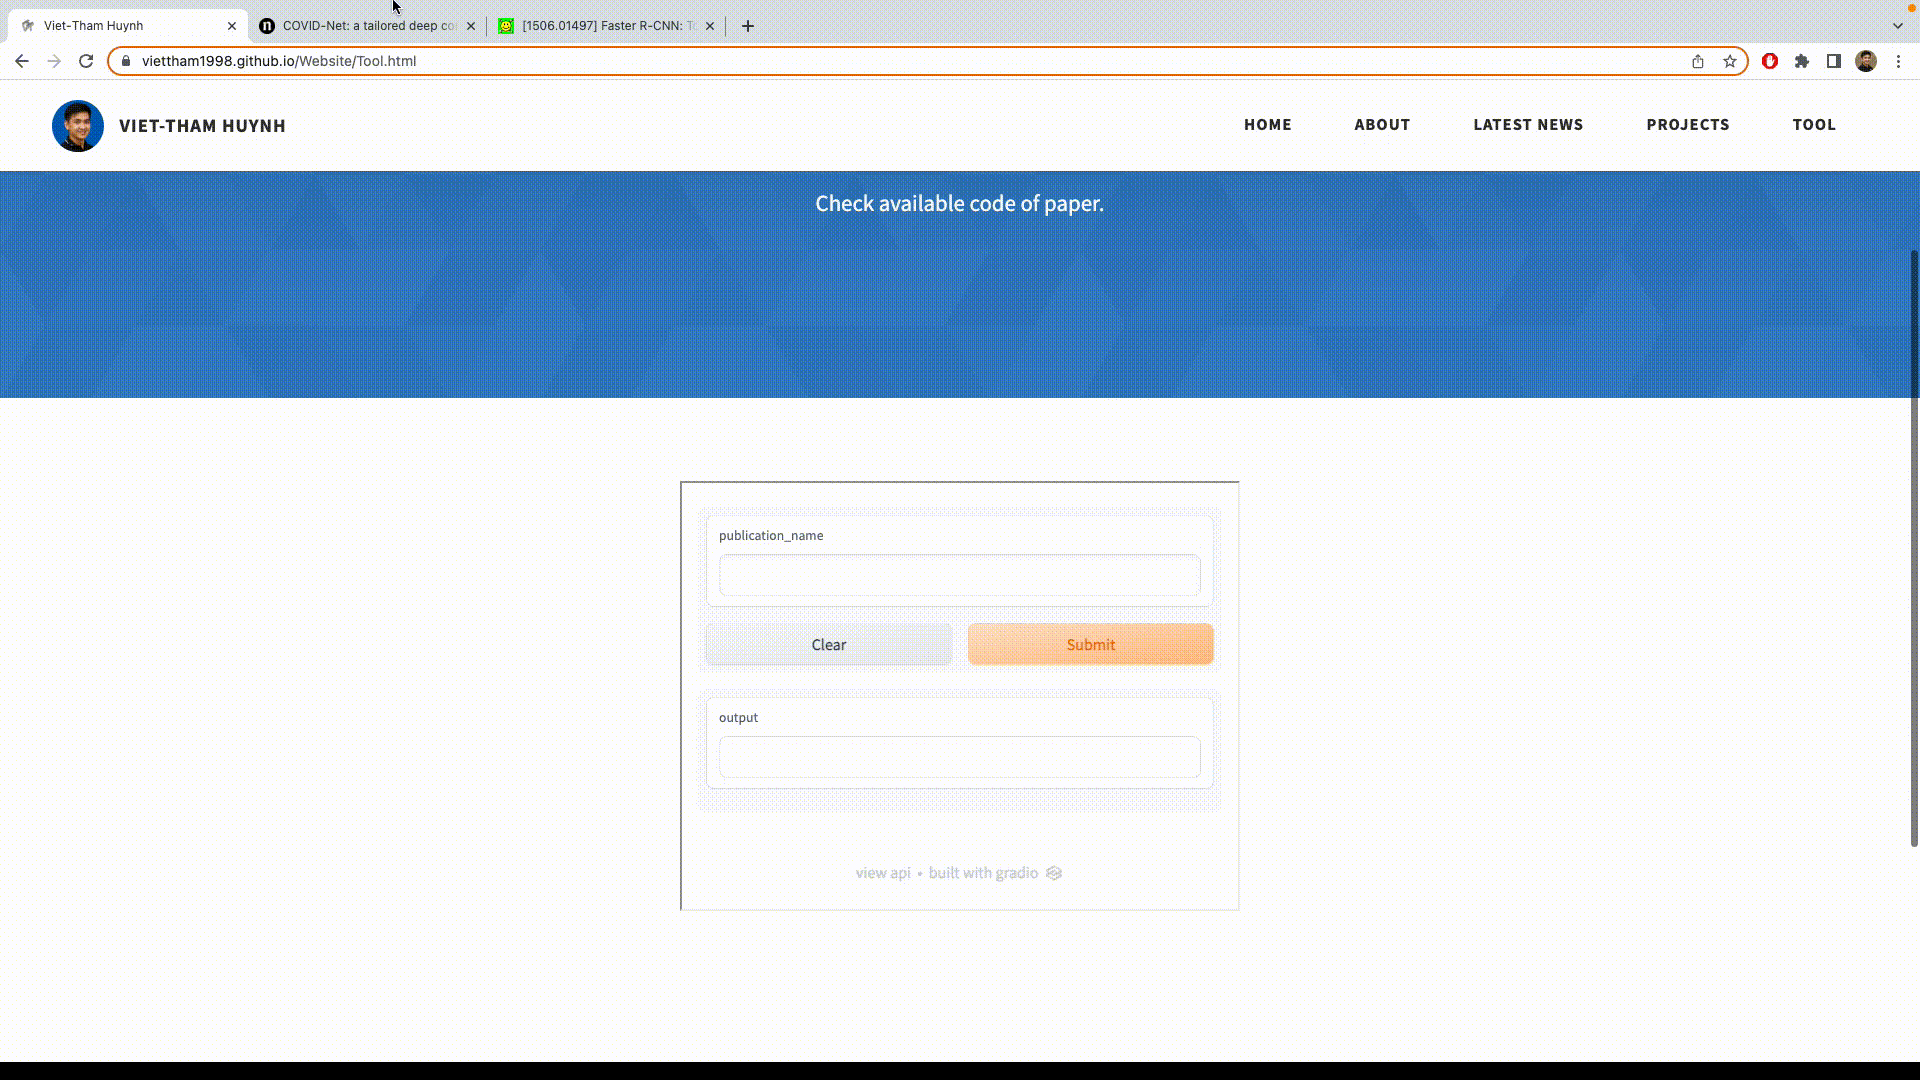 Viet-Tham Huynh
COVID-Net: a tailored deep co
[1506.01497] Faster R-CNN: To
viettham1998.github.io/Website/Tool.html
VIET-THAM HUYNH
HOME
ABOUT
LATEST NEWS
PROJECTS
TOOL
Check available code of paper.
publication_name
Clear
Submit
output
view api • built with gradio